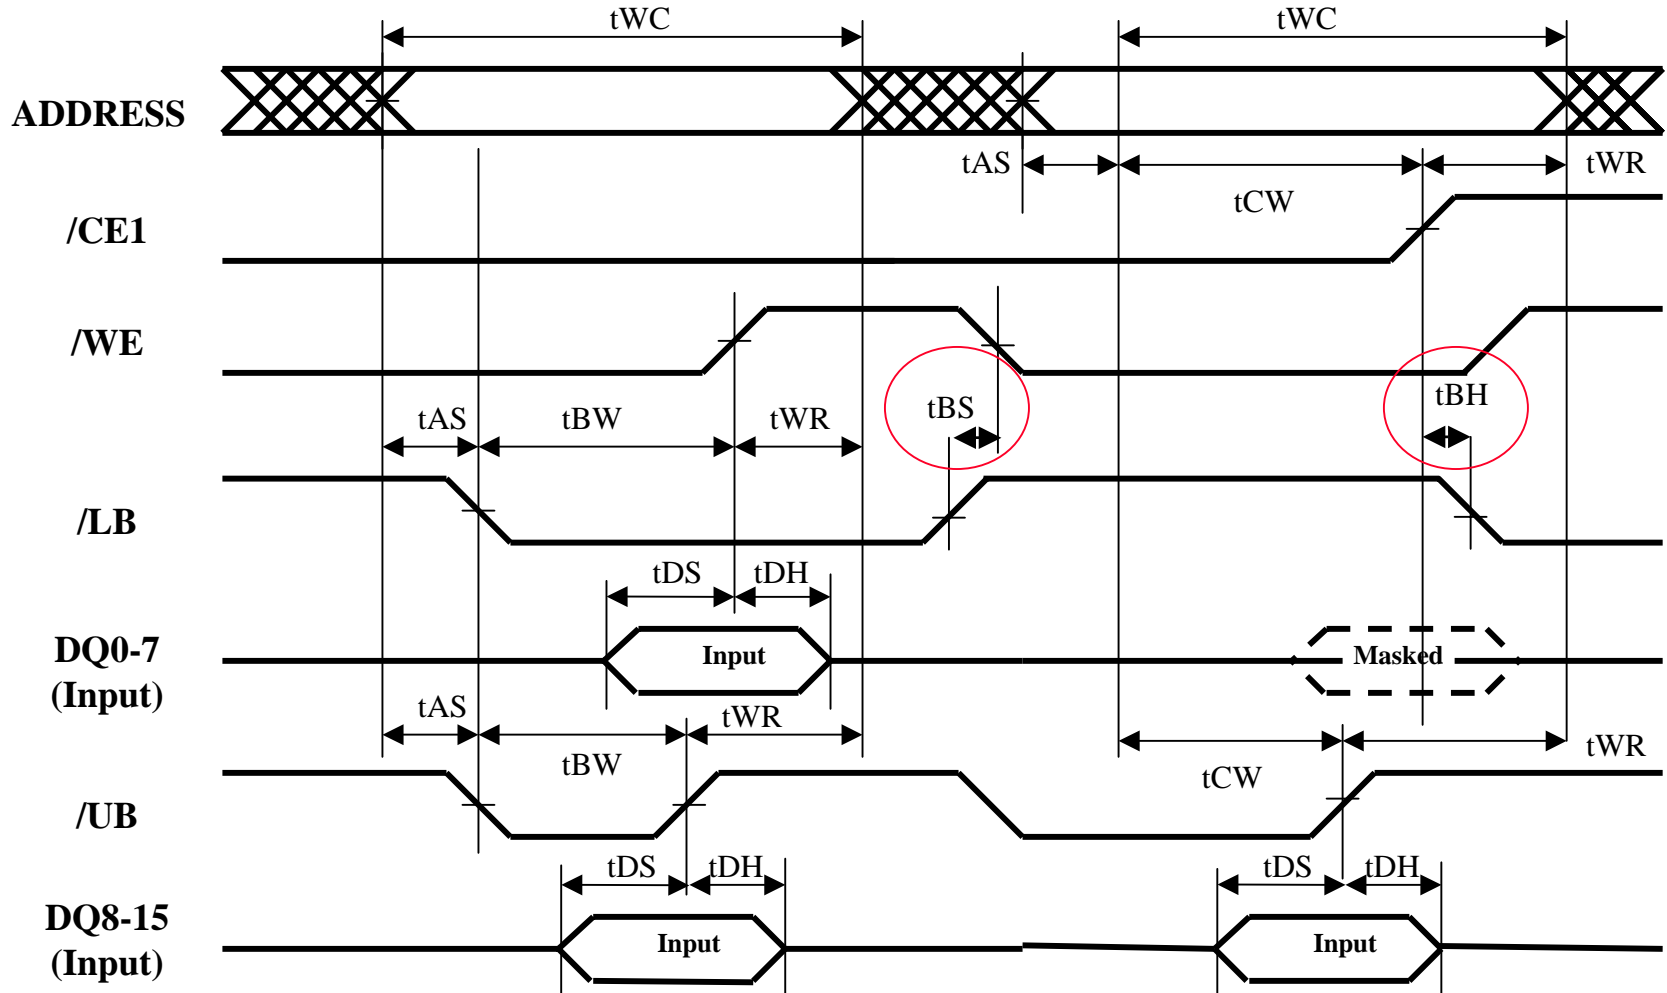 tWC tWC
ADDRESS
tAS tWR
tCW
/CE1
/WE
tBS tBH
tAS tBW tWR
/LB
tDS tDH
DQ0-7 Input Masked
(Input)
tAS tWR tWR
tBW tCW
/UB
tDS tDH tDS tDH
DQ8-15 Input Input
(Input)